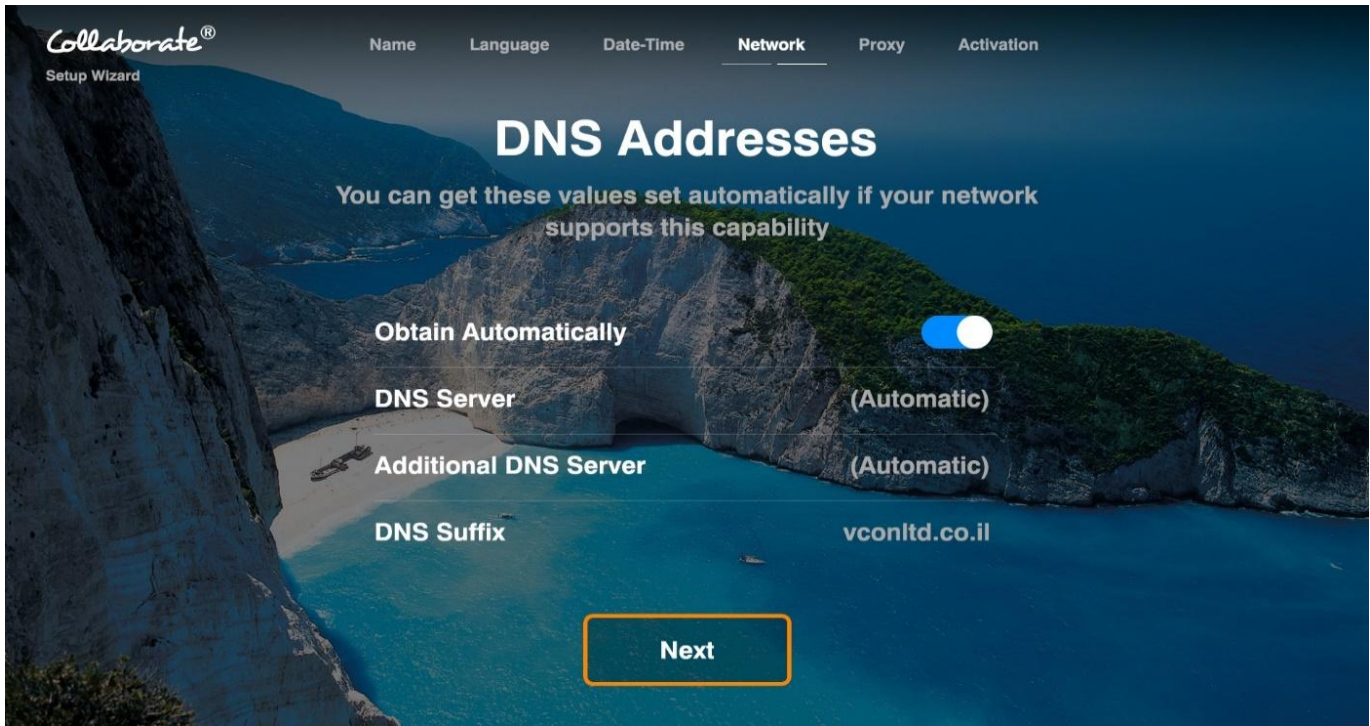 Collaborate®
Setup Wizard
Name Language Date-Time Network Proxy Activation
DNS Addresses
You can get these values set automatically if your network
supports this capability
Obtain Automatically
DNS Server (Automatic)
Additional DNS Server (Automatic)
DNS Suffix vconltd.co.il
Next